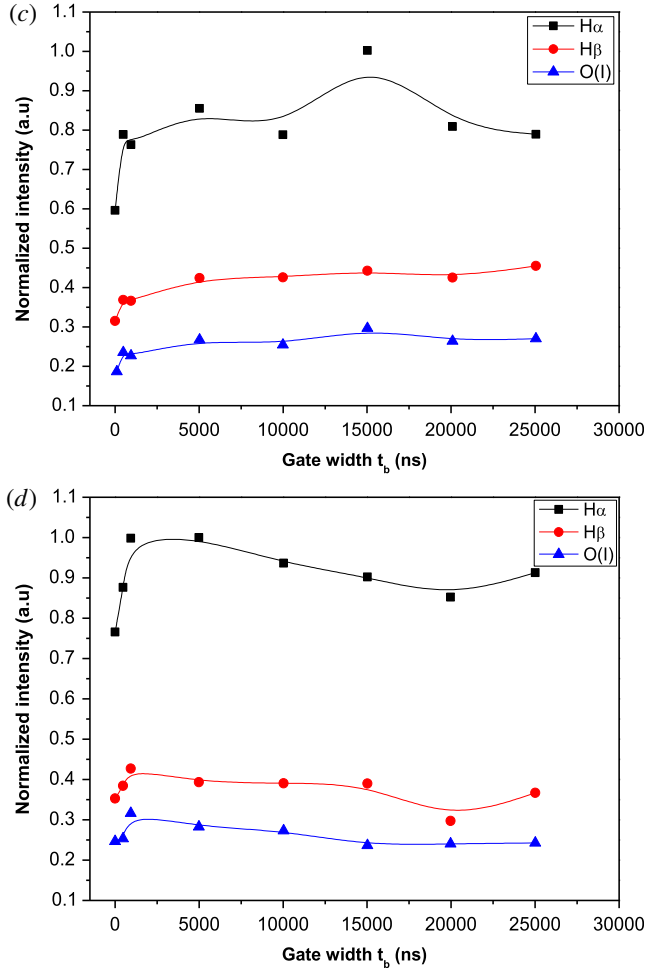 (c)
Hα
Hβ
O(I)
1.1
1.0
0.9
0.8
0.7
0.6
0.5
0.4
0.3
0.2
0.1
Normalized intensity (a.u)
0 5000 10000 15000 20000 25000 30000
Gate width t_b (ns)
(d)
Hα
Hβ
O(I)
1.1
1.0
0.9
0.8
0.7
0.6
0.5
0.4
0.3
0.2
0.1
Normalized intensity (a.u)
0 5000 10000 15000 20000 25000 30000
Gate width t_b (ns)